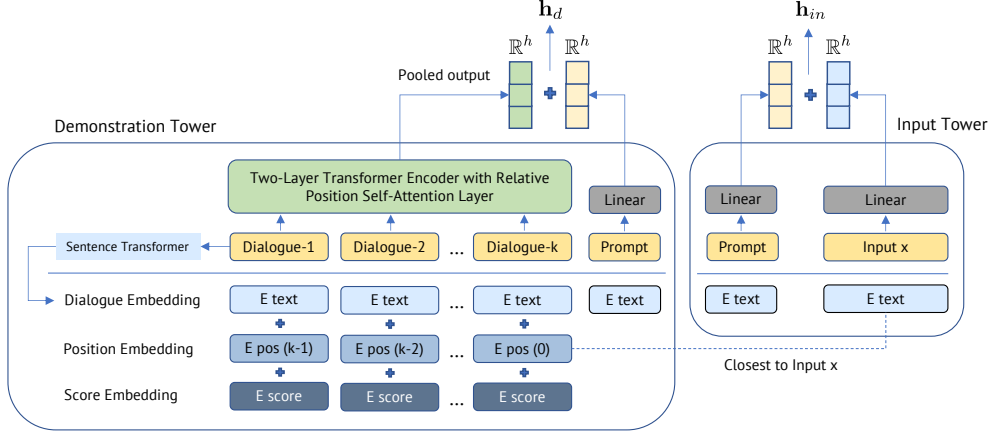 h_d
h_in
ℝ^h ℝ^h
ℝ^h ℝ^h
Pooled output
Demonstration Tower
Input Tower
Two-Layer Transformer Encoder with Relative
Position Self-Attention Layer
Linear
Linear
Linear
Sentence Transformer
Dialogue-1
Dialogue-2
...
Dialogue-k
Prompt
Prompt
Input x
Dialogue Embedding
E text
E text
...
E text
E text
E text
E text
Position Embedding
E pos (k-1)
E pos (k-2)
...
E pos (0)
Closest to Input x
Score Embedding
E score
E score
...
E score